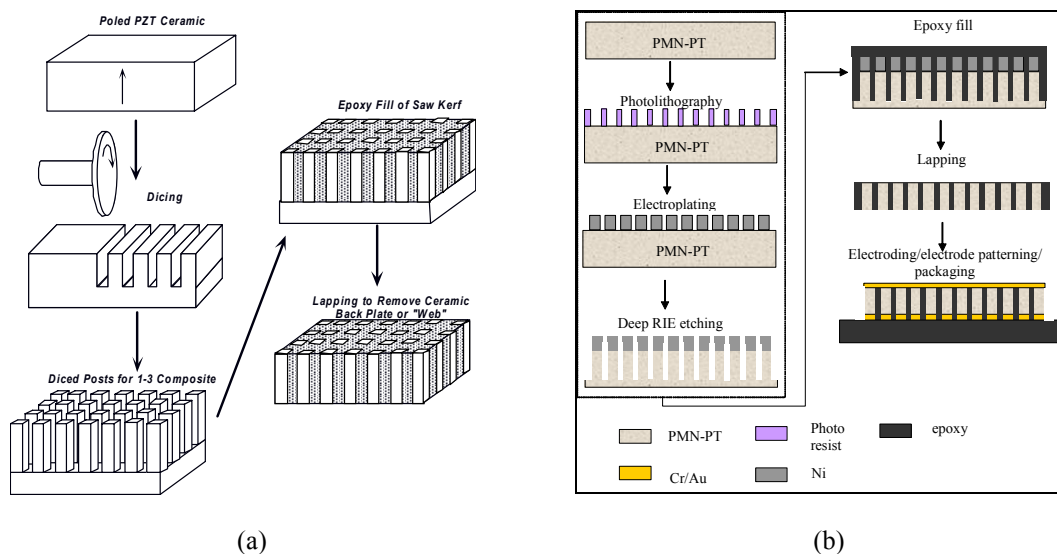 Poled PZT Ceramic
Dicing
Diced Posts for 1-3 Composite
Epoxy Fill of Saw Kerf
Lapping to Remove Ceramic
Back Plate or "Web"
(a)
PMN-PT
Photolithography
PMN-PT
Electroplating
PMN-PT
Deep RIE etching
Epoxy fill
Lapping
Electroding/electrode patterning/
packaging
PMN-PT
Photo
resist
epoxy
Cr/Au
Ni
(b)